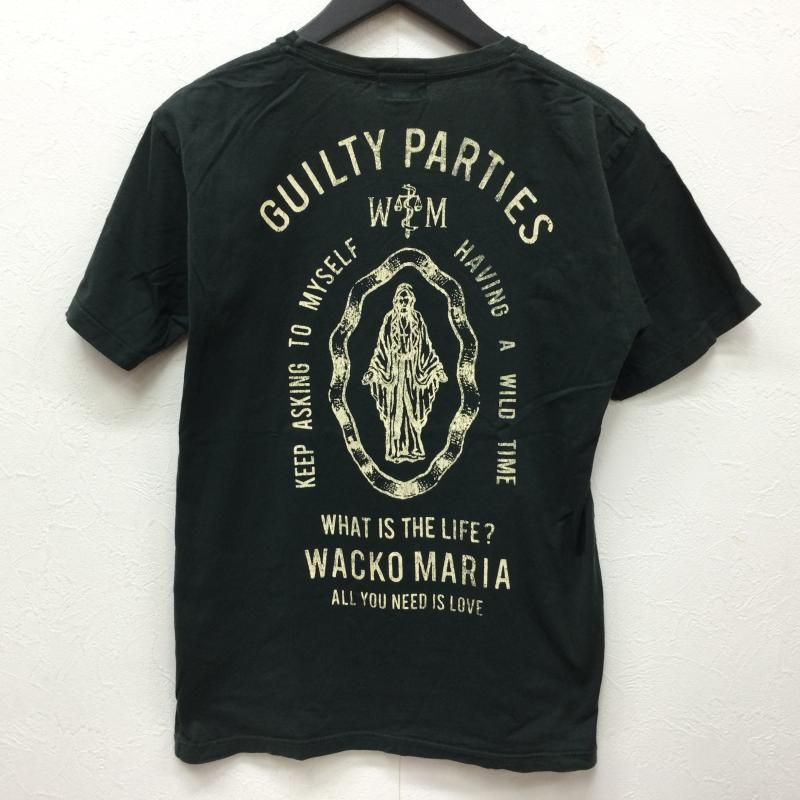 GUILTY PARTIES
W M
KEEP ASKING TO MYSELF
HAVING A WILD TIME
WHAT IS THE LIFE?
WACKO MARIA
ALL YOU NEED IS LOVE